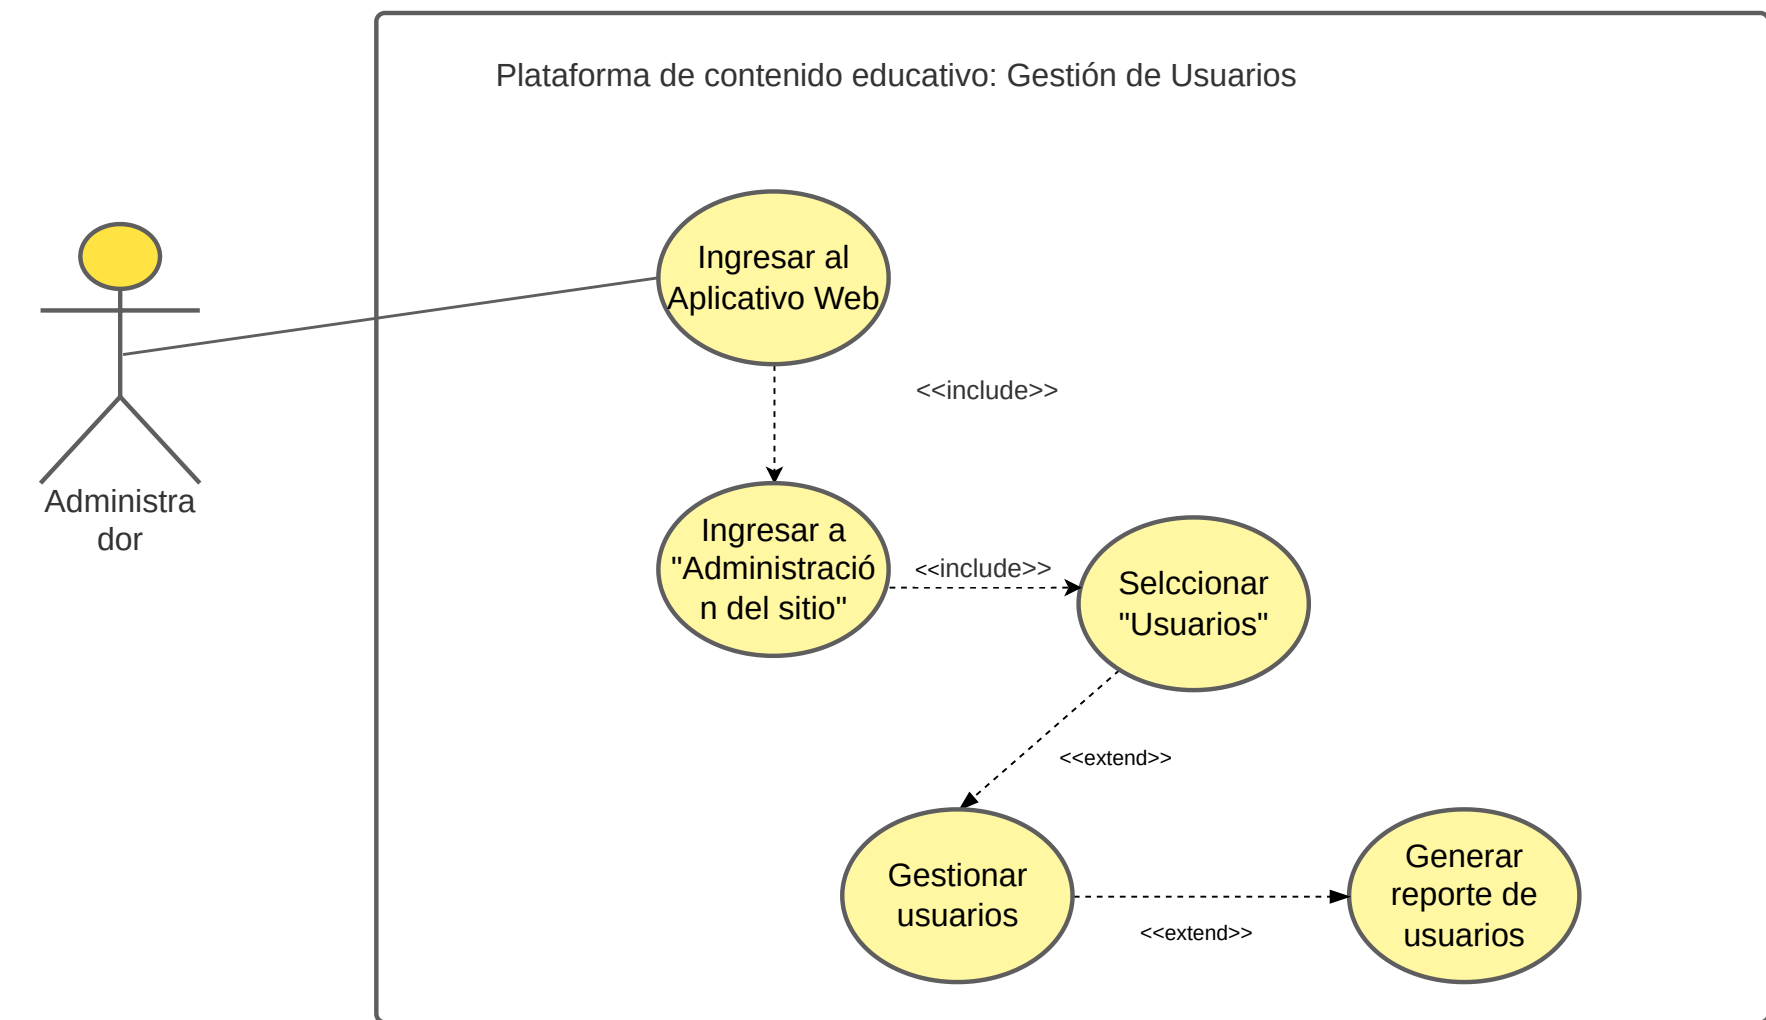 Plataforma de contenido educativo: Gestión de Usuarios
Ingresar al
Aplicativo Web
<<include>>
Administra
dor
Ingresar a
"Administració
n del sitio"
<<include>>
Selccionar
"Usuarios"
<<extend>>
Gestionar
usuarios
<<extend>>
Generar
reporte de
usuarios